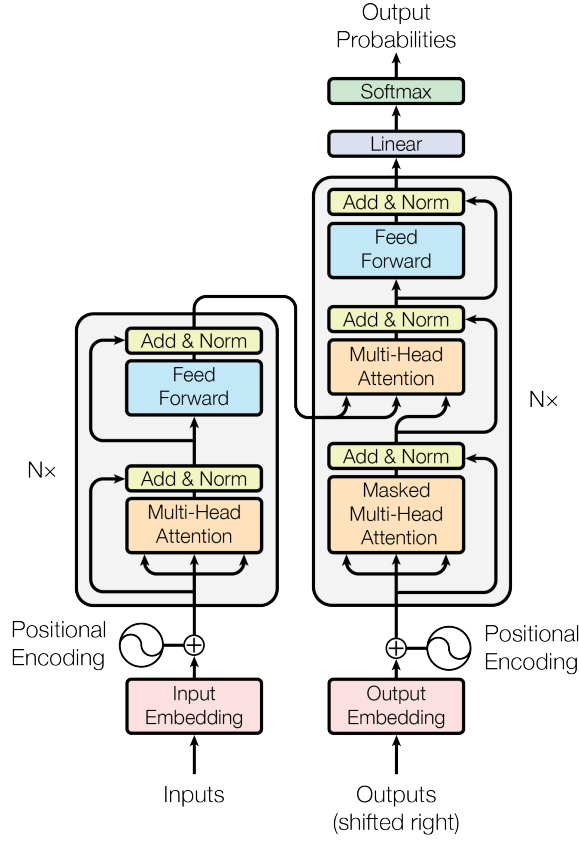 Output
Probabilities
Softmax
Linear
Add & Norm
Feed
Forward
Add & Norm
Multi-Head
Attention
Add & Norm
Masked
Multi-Head
Attention
Nx
Add & Norm
Feed
Forward
Add & Norm
Multi-Head
Attention
Nx
Positional
Encoding
Positional
Encoding
Input
Embedding
Output
Embedding
Inputs
Outputs
(shifted right)